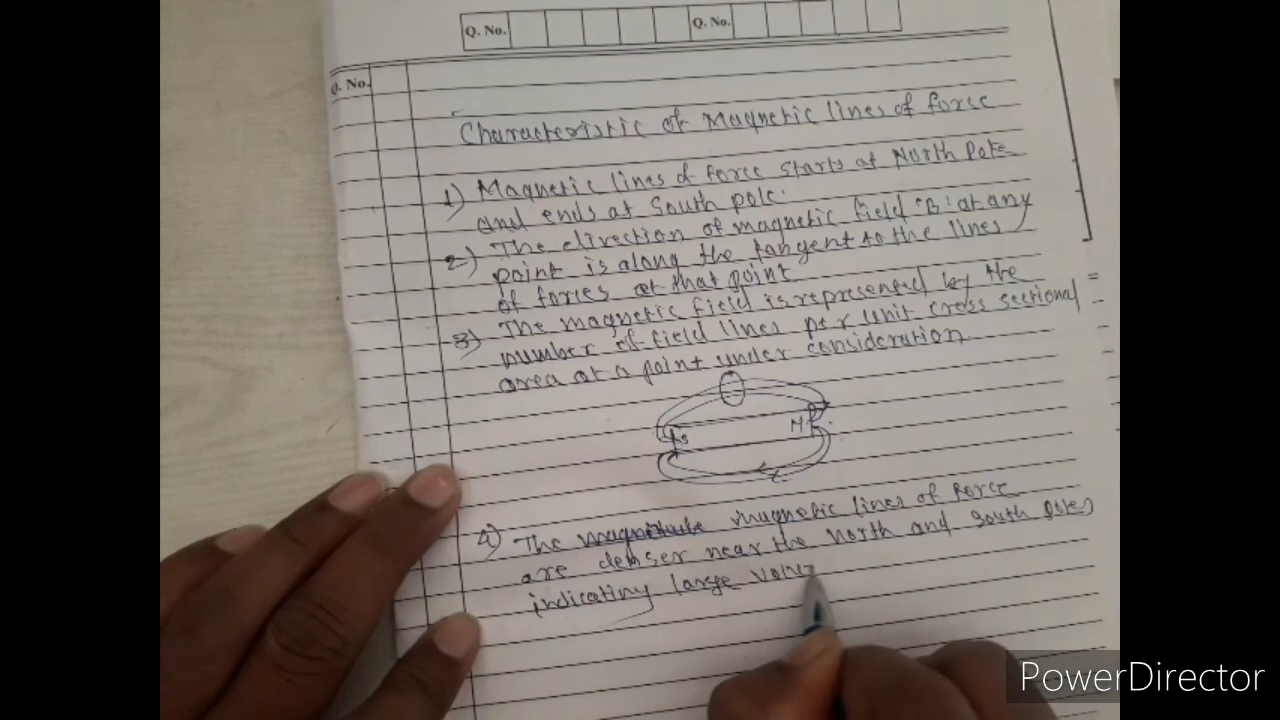 Q. No. Q. No.
Q. No.
Characteristic of Magnetic lines of force
1) Magnetic lines of force starts at North Pole
and ends at South pole.
2) The direction of magnetic field 'B' at any
point is along the tangent to the lines
of forces at that point
3) The magnetic field is represented by the
number of field lines per unit cross sectional
area at a point under consideration.
S N
4) The magnetic lines of force
are denser near the North and South poles
indicating large valu
PowerDirector